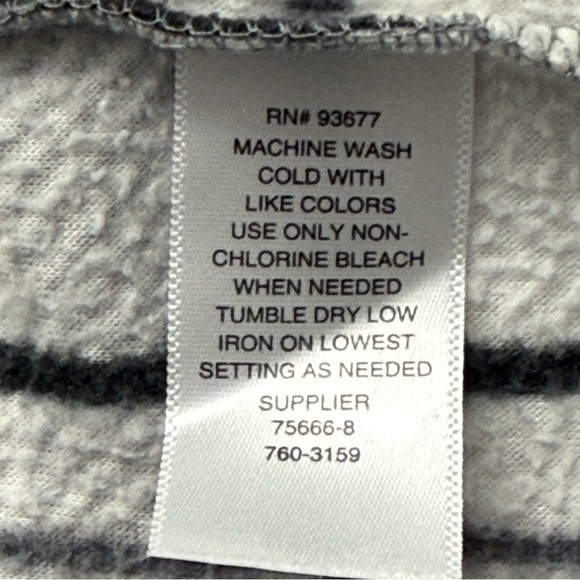 RN# 93677
MACHINE WASH
COLD WITH
LIKE COLORS
USE ONLY NON-
CHLORINE BLEACH
WHEN NEEDED
TUMBLE DRY LOW
IRON ON LOWEST
SETTING AS NEEDED
SUPPLIER
75666-8
760-3159